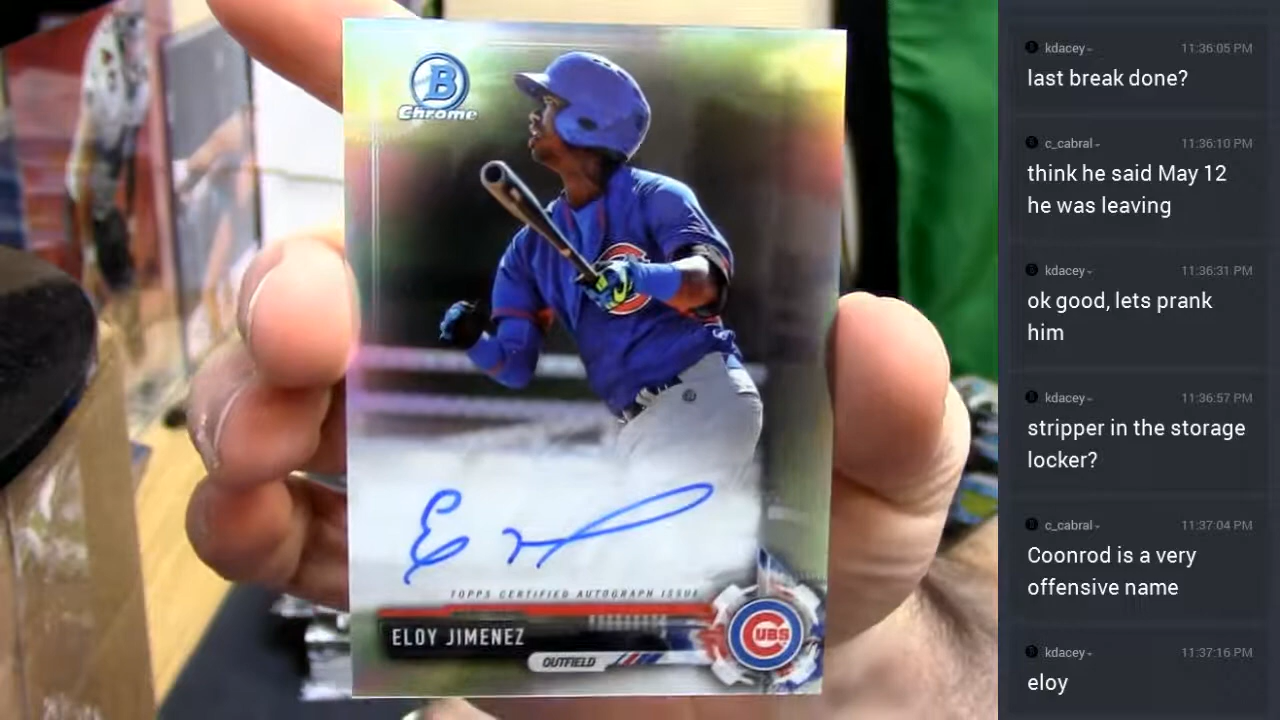 B
Chrome
TOPPS CERTIFIED AUTOGRAPH ISSUE
ELOY JIMENEZ
OUTFIELD
CUBS
kdacey 11:36:05 PM
last break done?
c_cabral 11:36:10 PM
think he said May 12
he was leaving
kdacey 11:36:31 PM
ok good, lets prank
him
kdacey 11:36:57 PM
stripper in the storage
locker?
c_cabral 11:37:04 PM
Coonrod is a very
offensive name
kdacey 11:37:16 PM
eloy